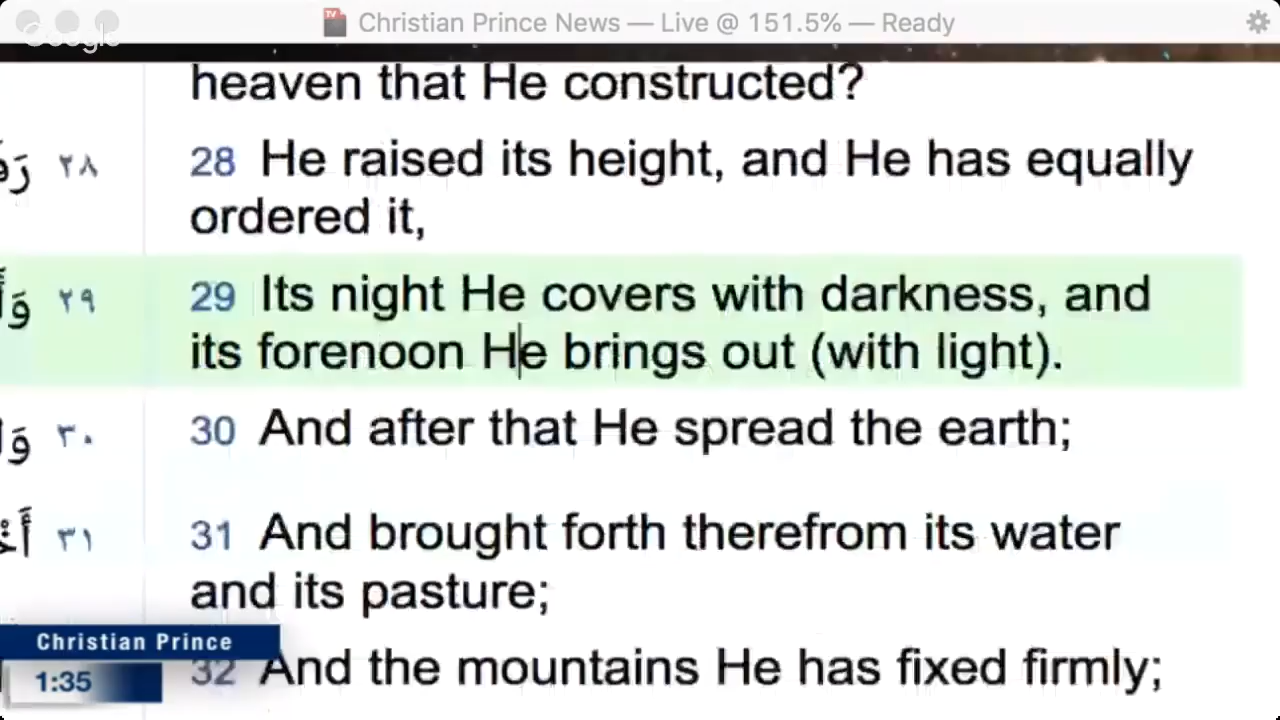 Christian Prince News — Live @ 151.5% — Ready
Google
heaven that He constructed?
٢٨ 28 He raised its height, and He has equally
ordered it,
٢٩ 29 Its night He covers with darkness, and
its forenoon He brings out (with light).
٣٠ 30 And after that He spread the earth;
٣١ 31 And brought forth therefrom its water
and its pasture;
32 And the mountains He has fixed firmly;
Christian Prince
1:35